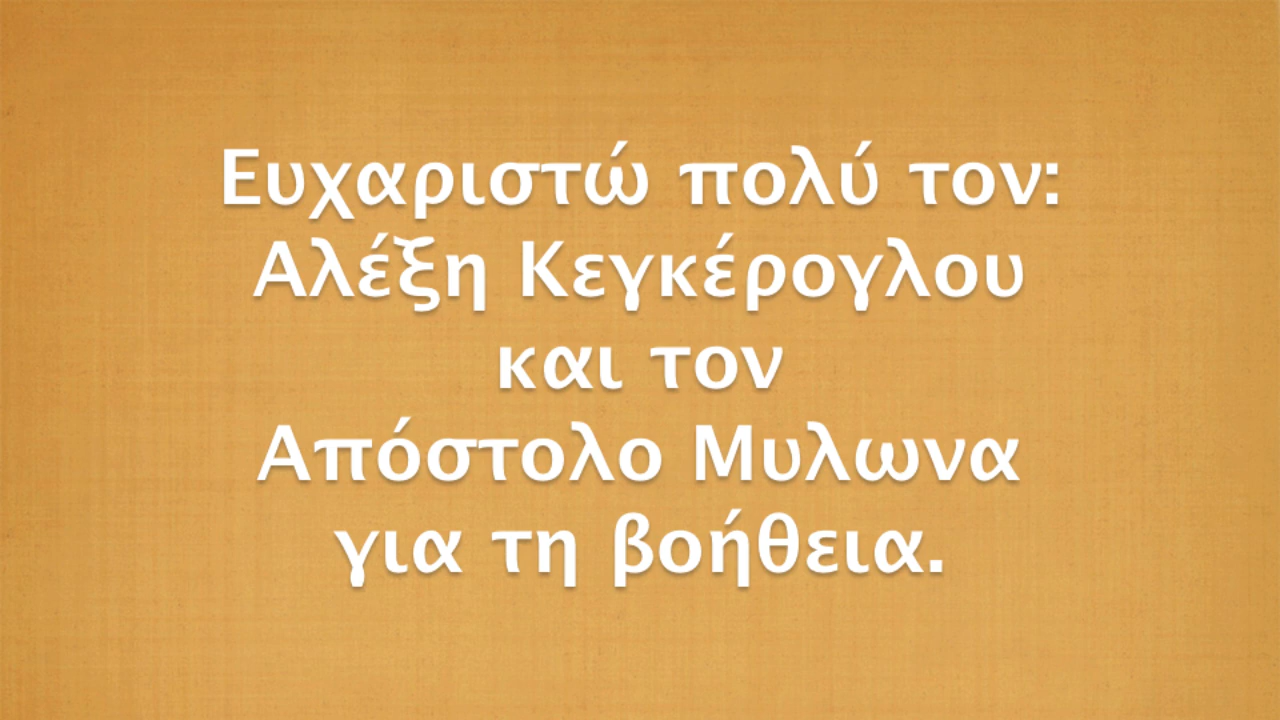 Ευχαριστώ πολύ τον:
Αλέξη Κεγκέρογλου
και τον
Απόστολο Μυλωνα
για τη βοήθεια.